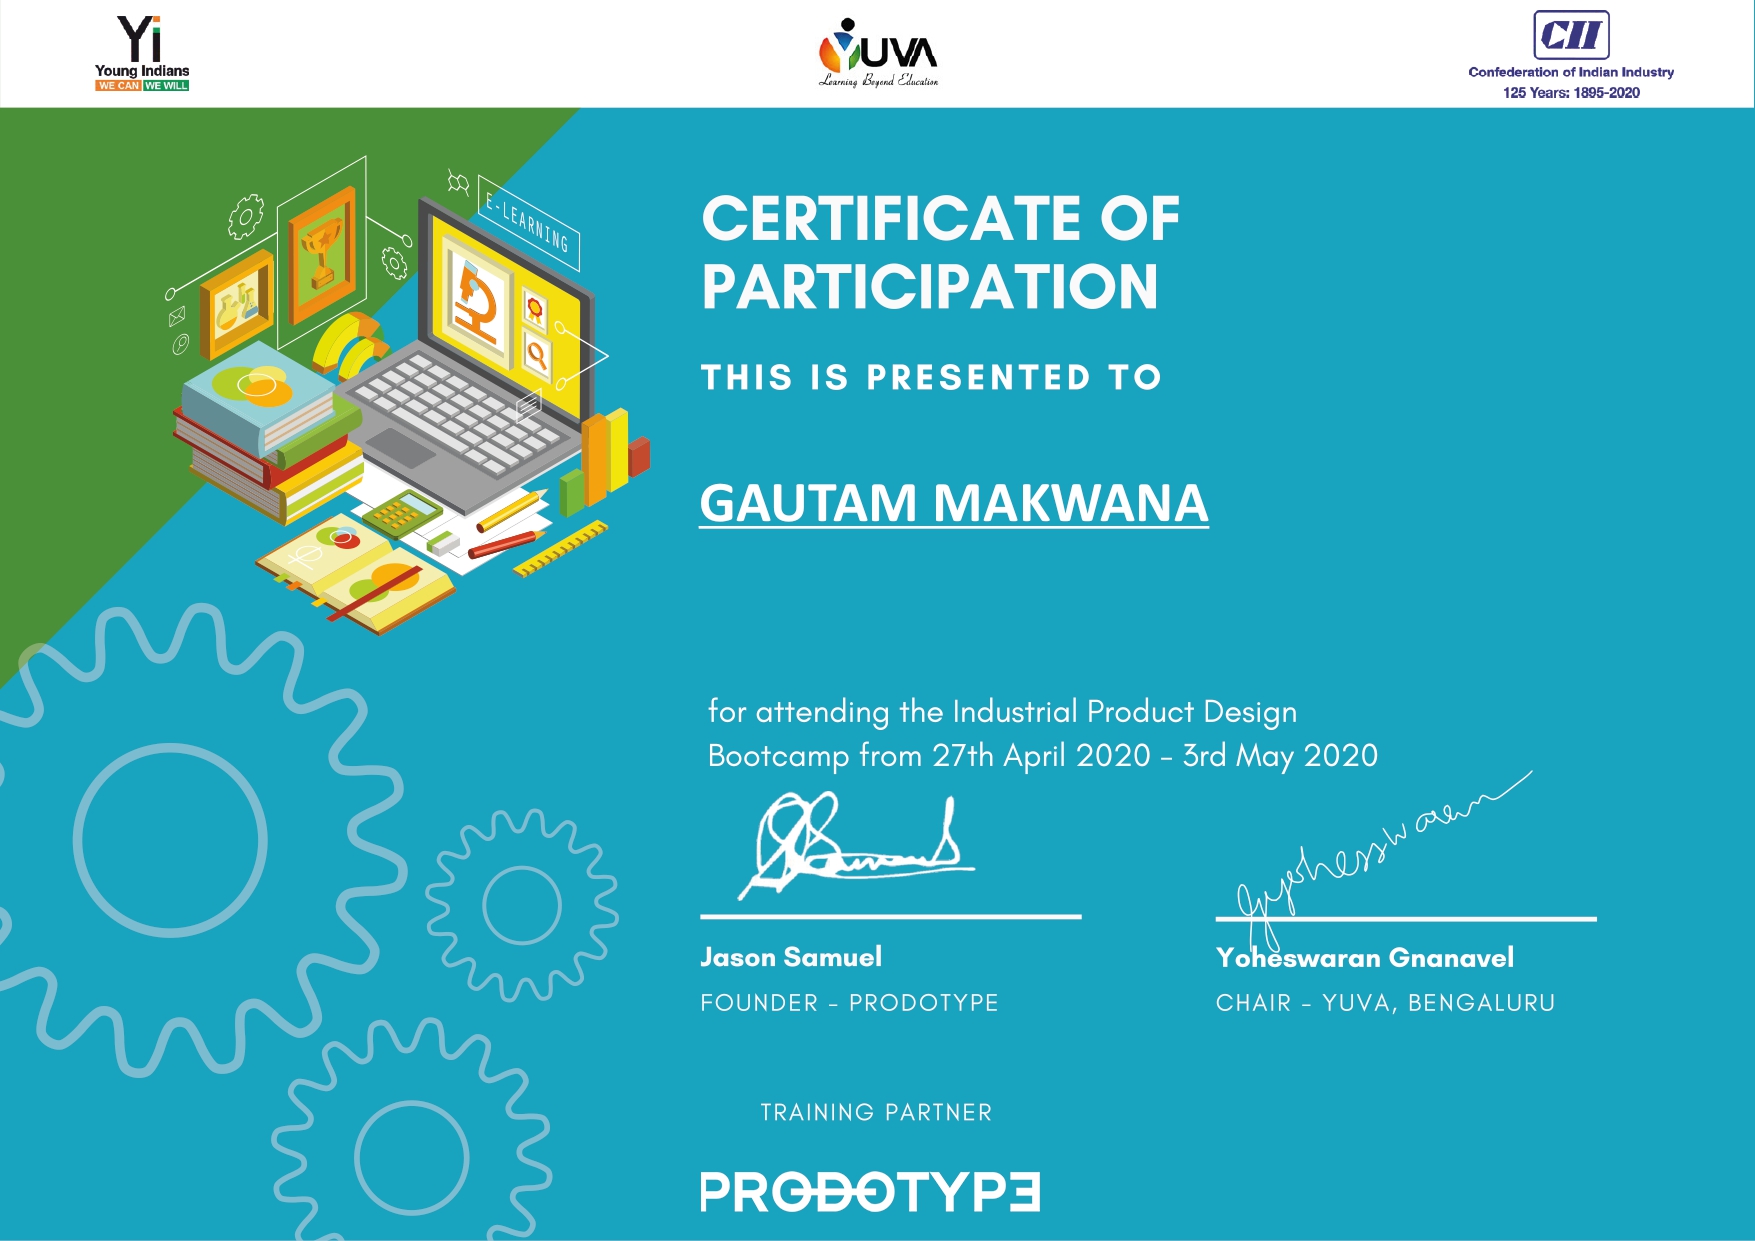 Yi
Young Indians
WE CAN WE WILL
YUVA
Learning Beyond Education
CII
Confederation of Indian Industry
125 Years: 1895-2020
E-LEARNING
CERTIFICATE OF
PARTICIPATION
THIS IS PRESENTED TO
GAUTAM MAKWANA
for attending the Industrial Product Design
Bootcamp from 27th April 2020 - 3rd May 2020
Jason Samuel
FOUNDER - PRODOTYPE
Yoheswaran Gnanavel
CHAIR - YUVA, BENGALURU
TRAINING PARTNER
PRODOTYPE